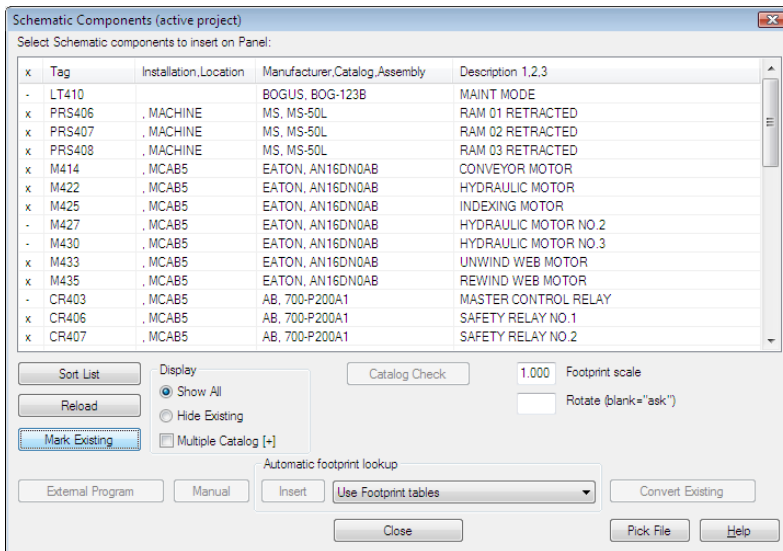 Schematic Components (active project)
Select Schematic components to insert on Panel:
x Tag Installation,Location Manufacturer,Catalog,Assembly Description 1,2,3
- LT410 BOGUS, BOG-123B MAINT MODE
x PRS406 , MACHINE MS, MS-50L RAM 01 RETRACTED
x PRS407 , MACHINE MS, MS-50L RAM 02 RETRACTED
x PRS408 , MACHINE MS, MS-50L RAM 03 RETRACTED
x M414 , MCAB5 EATON, AN16DN0AB CONVEYOR MOTOR
x M422 , MCAB5 EATON, AN16DN0AB HYDRAULIC MOTOR
x M425 , MCAB5 EATON, AN16DN0AB INDEXING MOTOR
- M427 , MCAB5 EATON, AN16DN0AB HYDRAULIC MOTOR NO.2
- M430 , MCAB5 EATON, AN16DN0AB HYDRAULIC MOTOR NO.3
x M433 , MCAB5 EATON, AN16DN0AB UNWIND WEB MOTOR
x M435 , MCAB5 EATON, AN16DN0AB REWIND WEB MOTOR
- CR403 , MCAB5 AB, 700-P200A1 MASTER CONTROL RELAY
x CR406 , MCAB5 AB, 700-P200A1 SAFETY RELAY NO.1
x CR407 , MCAB5 AB, 700-P200A1 SAFETY RELAY NO.2
Sort List
Reload
Mark Existing
Display
Show All
Hide Existing
Multiple Catalog [+]
Catalog Check
1.000 Footprint scale
Rotate (blank="ask")
Automatic footprint lookup
External Program Manual Insert Use Footprint tables Convert Existing
Close Pick File Help